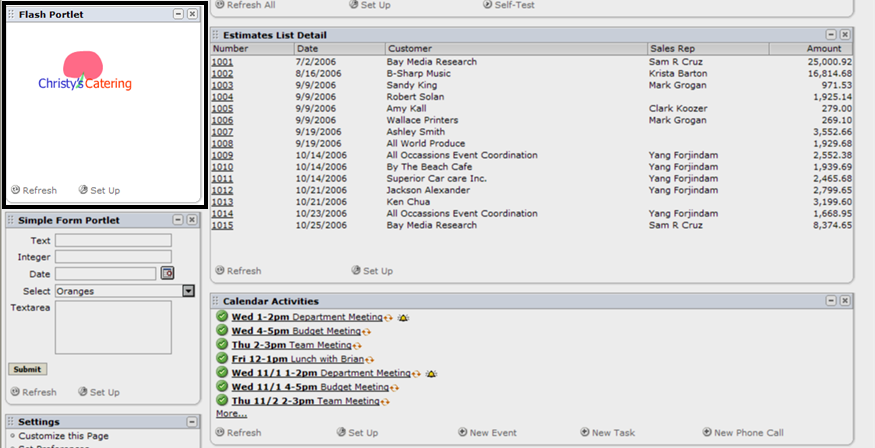 Flash Portlet
Christy's Catering
Refresh Set Up
Simple Form Portlet
Text
Integer
Date
Select Oranges
Textarea
Submit
Refresh Set Up
Settings
Customize this Page
Set Preferences
Refresh All Set Up Self-Test
Estimates List Detail
Number Date Customer Sales Rep Amount
1001 7/2/2006 Bay Media Research Sam R Cruz 25,000.92
1002 8/16/2006 B-Sharp Music Krista Barton 16,814.68
1003 9/9/2006 Sandy King Mark Grogan 971.53
1004 9/9/2006 Robert Solan 1,925.14
1005 9/9/2006 Amy Kall Clark Koozer 279.00
1006 9/9/2006 Wallace Printers Mark Grogan 269.10
1007 9/19/2006 Ashley Smith 3,552.66
1008 9/19/2006 All World Produce 1,929.68
1009 10/14/2006 All Occassions Event Coordination Yang Forjindam 2,552.38
1010 10/14/2006 By The Beach Cafe Yang Forjindam 1,939.69
1011 10/14/2006 Superior Car care Inc. Yang Forjindam 2,465.68
1012 10/21/2006 Jackson Alexander Yang Forjindam 2,799.65
1013 10/21/2006 Ken Chua 3,199.60
1014 10/23/2006 All Occassions Event Coordination Yang Forjindam 1,668.95
1015 10/25/2006 Bay Media Research Sam R Cruz 8,374.65
Refresh Set Up
Calendar Activities
Wed 1-2pm Department Meeting
Wed 4-5pm Budget Meeting
Thu 2-3pm Team Meeting
Fri 12-1pm Lunch with Brian
Wed 11/1 1-2pm Department Meeting
Wed 11/1 4-5pm Budget Meeting
Thu 11/2 2-3pm Team Meeting
More...
Refresh Set Up New Event New Task New Phone Call